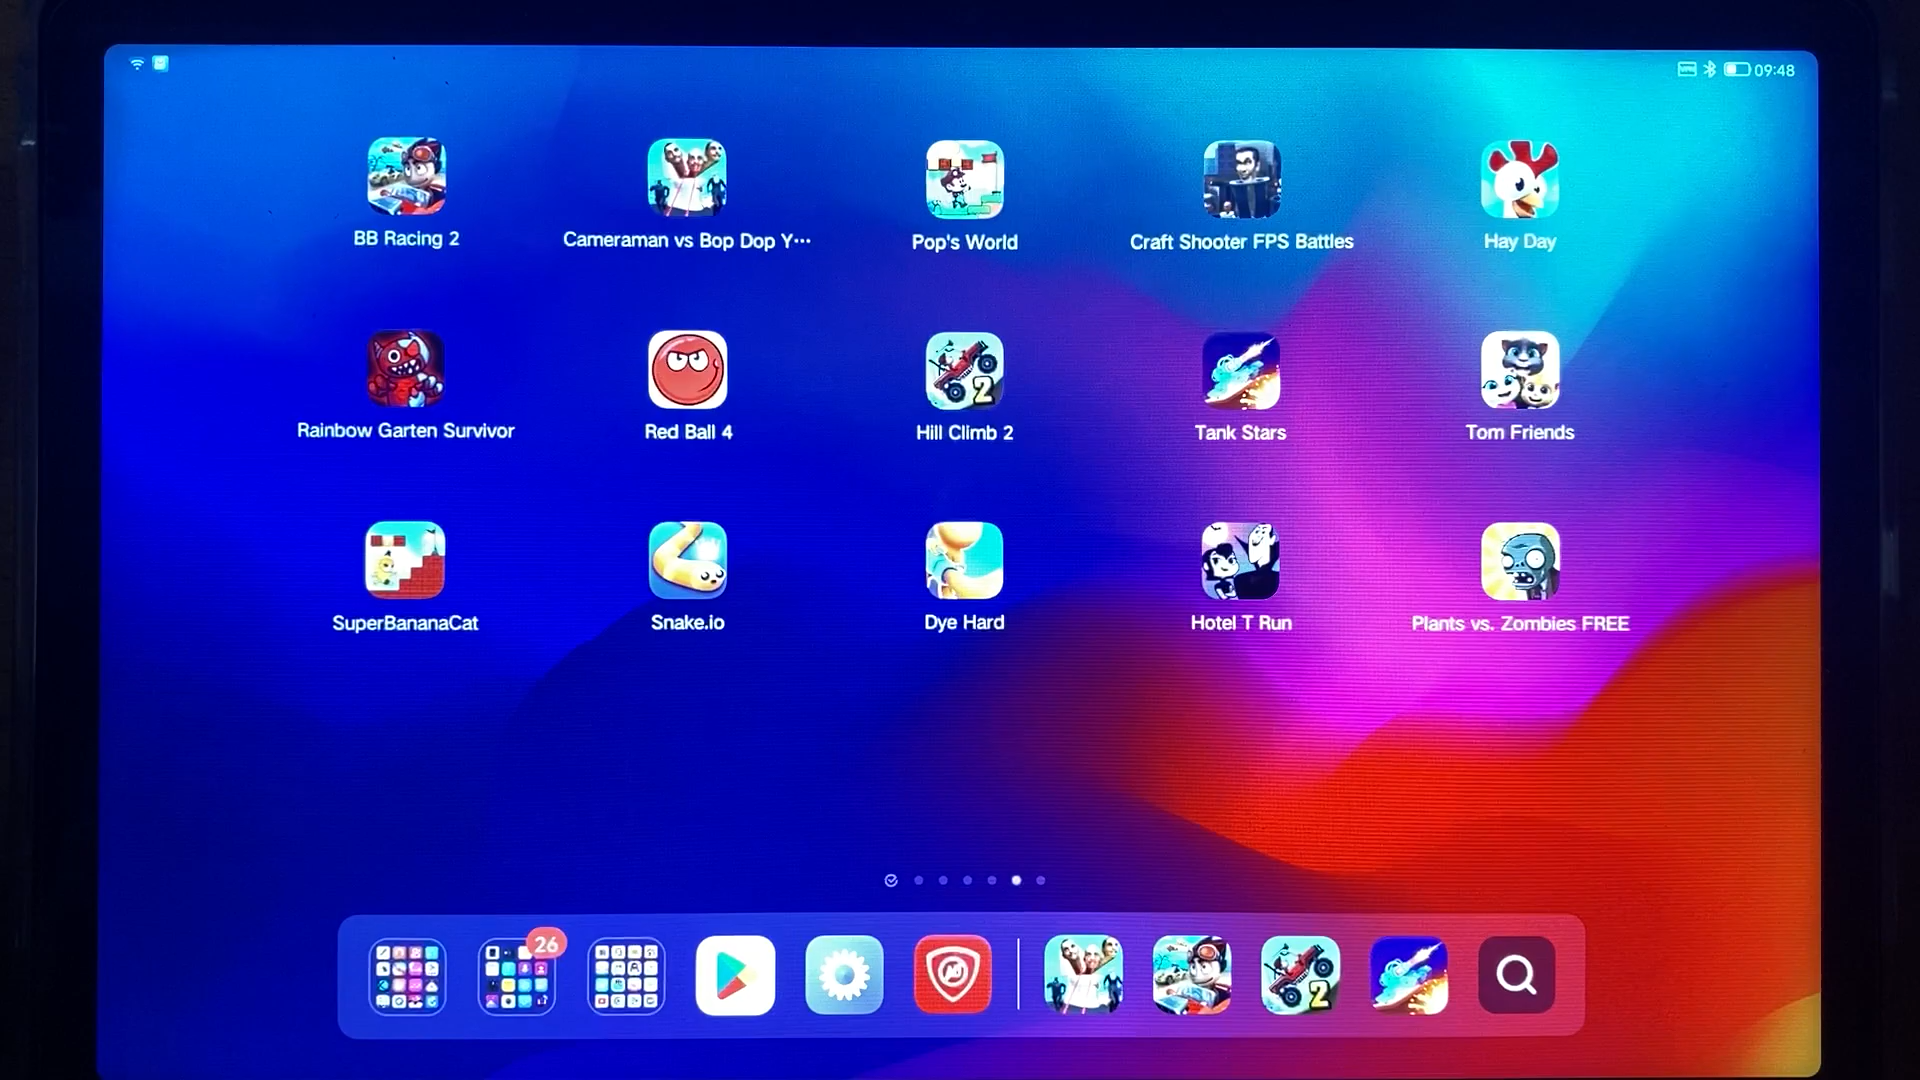 09:48
BB Racing 2
Cameraman vs Bop Dop Y···
Pop's World
Craft Shooter FPS Battles
Hay Day
Rainbow Garten Survivor
Red Ball 4
Hill Climb 2
Tank Stars
Tom Friends
SuperBananaCat
Snake.io
Dye Hard
Hotel T Run
Plants vs. Zombies FREE
26